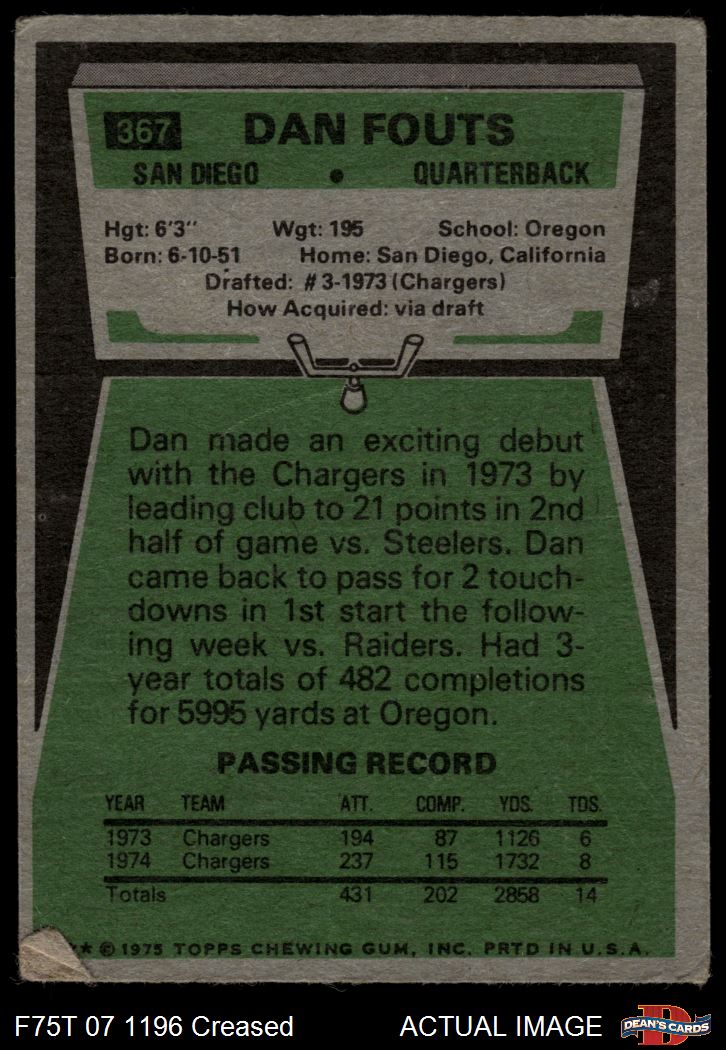 367 DAN FOUTS
SAN DIEGO • QUARTERBACK
Hgt: 6'3" Wgt: 195 School: Oregon
Born: 6-10-51 Home: San Diego, California
Drafted: #3-1973 (Chargers)
How Acquired: via draft
Dan made an exciting debut
with the Chargers in 1973 by
leading club to 21 points in 2nd
half of game vs. Steelers. Dan
came back to pass for 2 touch-
downs in 1st start the follow-
ing week vs. Raiders. Had 3-
year totals of 482 completions
for 5995 yards at Oregon.
PASSING RECORD
YEAR TEAM ATT. COMP. YDS. TDS.
1973 Chargers 194 87 1126 6
1974 Chargers 237 115 1732 8
Totals 431 202 2858 14
* © 1975 TOPPS CHEWING GUM, INC. PRTD IN U.S.A.
F75T 07 1196 Creased ACTUAL IMAGE
D
DEAN'S CARDS